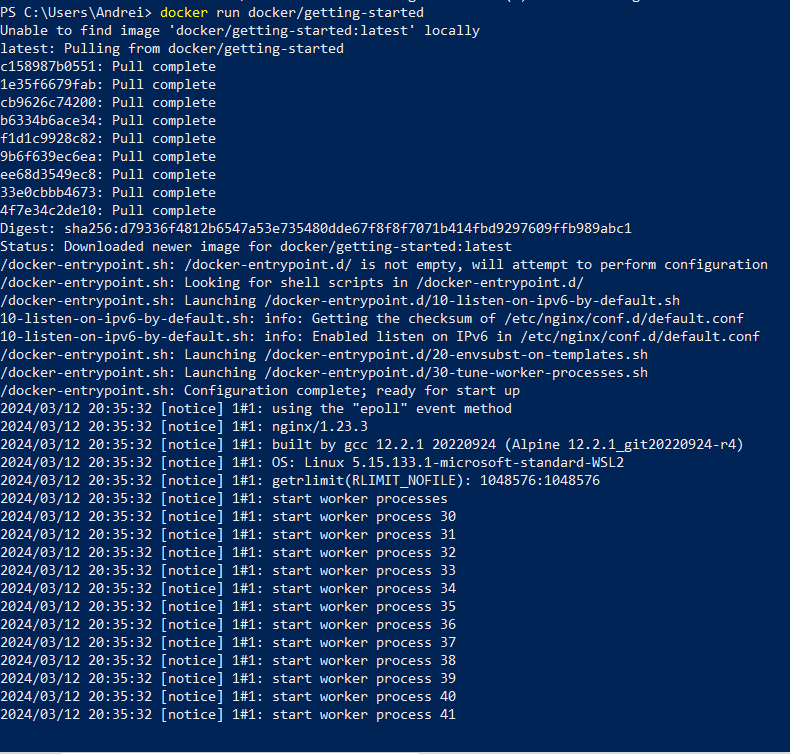 PS C:\Users\Andrei> docker run docker/getting-started
Unable to find image 'docker/getting-started:latest' locally
latest: Pulling from docker/getting-started
c158987b0551: Pull complete
1e35f6679fab: Pull complete
cb9626c74200: Pull complete
b6334b6ace34: Pull complete
f1d1c9928c82: Pull complete
9b6f639ec6ea: Pull complete
ee68d3549ec8: Pull complete
33e0cbbb4673: Pull complete
4f7e34c2de10: Pull complete
Digest: sha256:d79336f4812b6547a53e735480dde67f8f8f7071b414fbd9297609ffb989abc1
Status: Downloaded newer image for docker/getting-started:latest
/docker-entrypoint.sh: /docker-entrypoint.d/ is not empty, will attempt to perform configuration
/docker-entrypoint.sh: Looking for shell scripts in /docker-entrypoint.d/
/docker-entrypoint.sh: Launching /docker-entrypoint.d/10-listen-on-ipv6-by-default.sh
10-listen-on-ipv6-by-default.sh: info: Getting the checksum of /etc/nginx/conf.d/default.conf
10-listen-on-ipv6-by-default.sh: info: Enabled listen on IPv6 in /etc/nginx/conf.d/default.conf
/docker-entrypoint.sh: Launching /docker-entrypoint.d/20-envsubst-on-templates.sh
/docker-entrypoint.sh: Launching /docker-entrypoint.d/30-tune-worker-processes.sh
/docker-entrypoint.sh: Configuration complete; ready for start up
2024/03/12 20:35:32 [notice] 1#1: using the "epoll" event method
2024/03/12 20:35:32 [notice] 1#1: nginx/1.23.3
2024/03/12 20:35:32 [notice] 1#1: built by gcc 12.2.1 20220924 (Alpine 12.2.1_git20220924-r4)
2024/03/12 20:35:32 [notice] 1#1: OS: Linux 5.15.133.1-microsoft-standard-WSL2
2024/03/12 20:35:32 [notice] 1#1: getrlimit(RLIMIT_NOFILE): 1048576:1048576
2024/03/12 20:35:32 [notice] 1#1: start worker processes
2024/03/12 20:35:32 [notice] 1#1: start worker process 30
2024/03/12 20:35:32 [notice] 1#1: start worker process 31
2024/03/12 20:35:32 [notice] 1#1: start worker process 32
2024/03/12 20:35:32 [notice] 1#1: start worker process 33
2024/03/12 20:35:32 [notice] 1#1: start worker process 34
2024/03/12 20:35:32 [notice] 1#1: start worker process 35
2024/03/12 20:35:32 [notice] 1#1: start worker process 36
2024/03/12 20:35:32 [notice] 1#1: start worker process 37
2024/03/12 20:35:32 [notice] 1#1: start worker process 38
2024/03/12 20:35:32 [notice] 1#1: start worker process 39
2024/03/12 20:35:32 [notice] 1#1: start worker process 40
2024/03/12 20:35:32 [notice] 1#1: start worker process 41